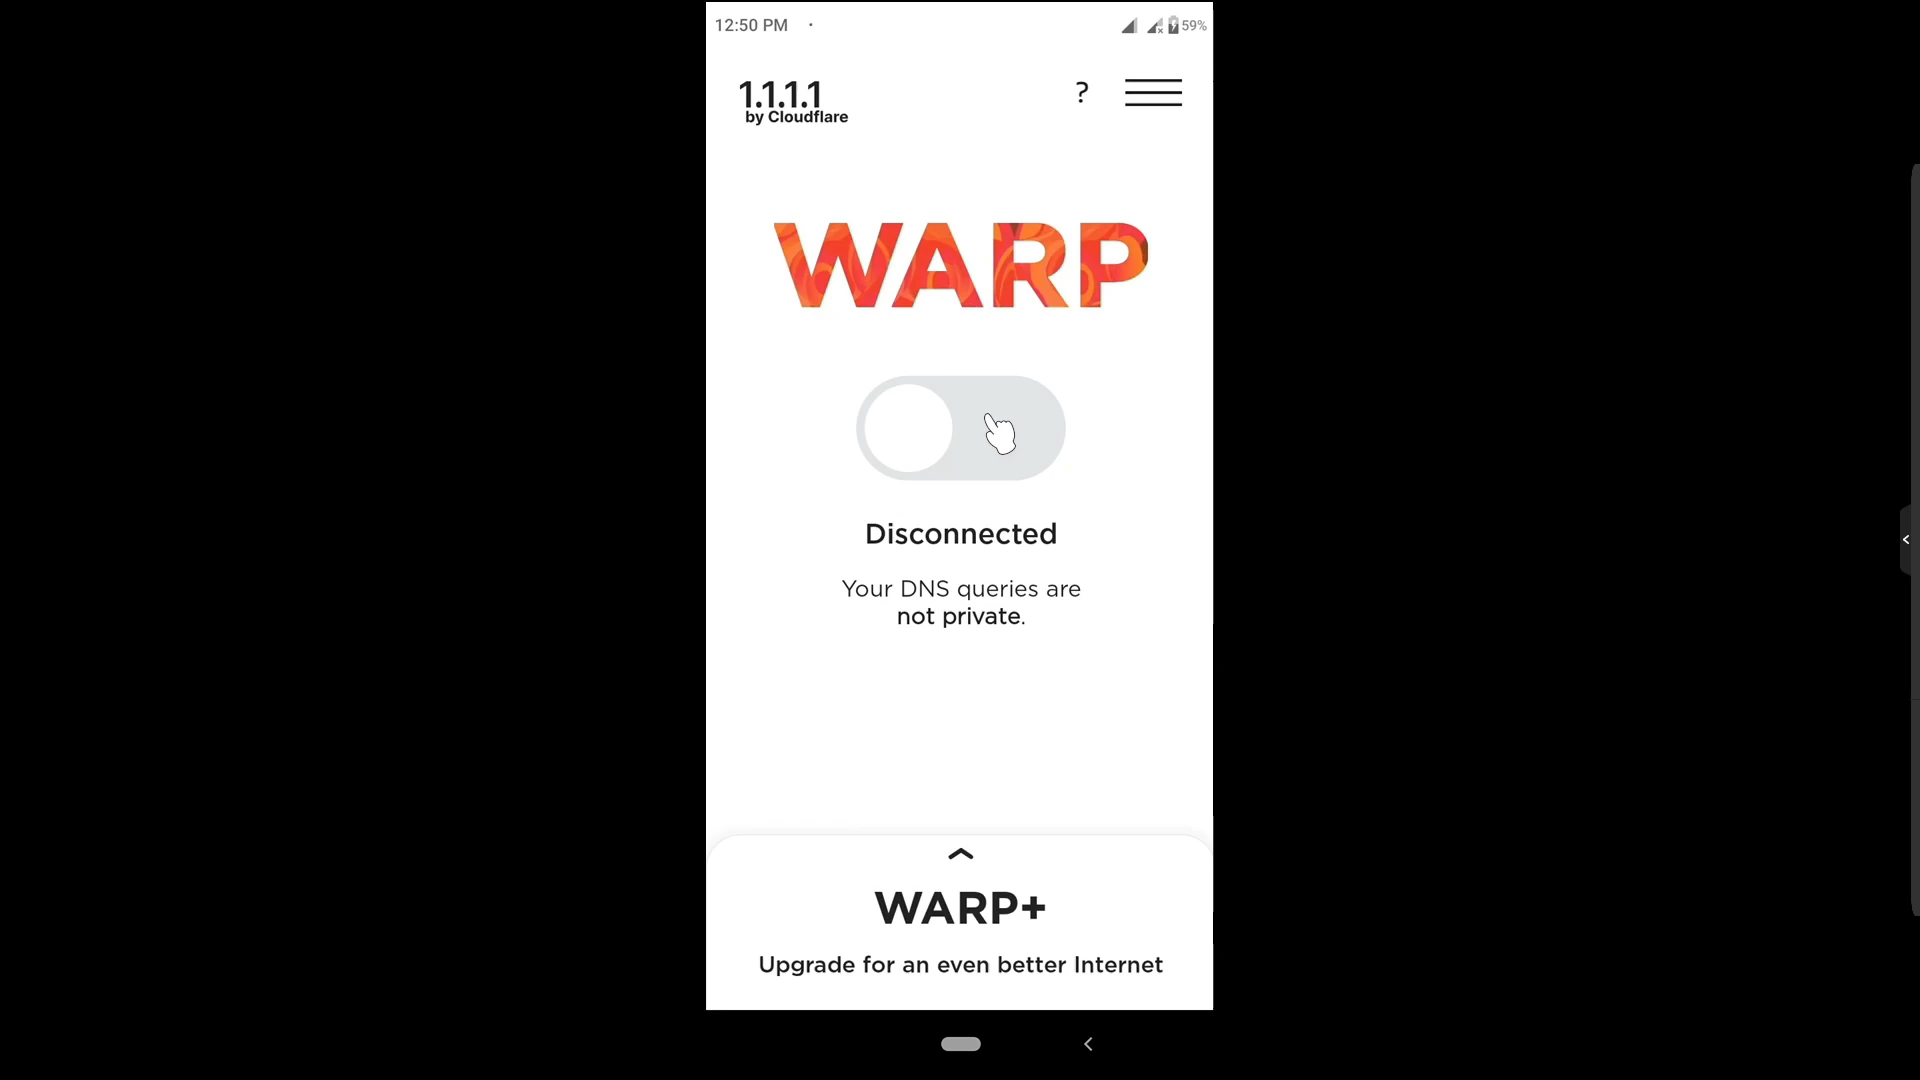 12:50 PM
59%
1.1.1.1
by Cloudflare
?
WARP
Disconnected
Your DNS queries are
not private.
WARP+
Upgrade for an even better Internet